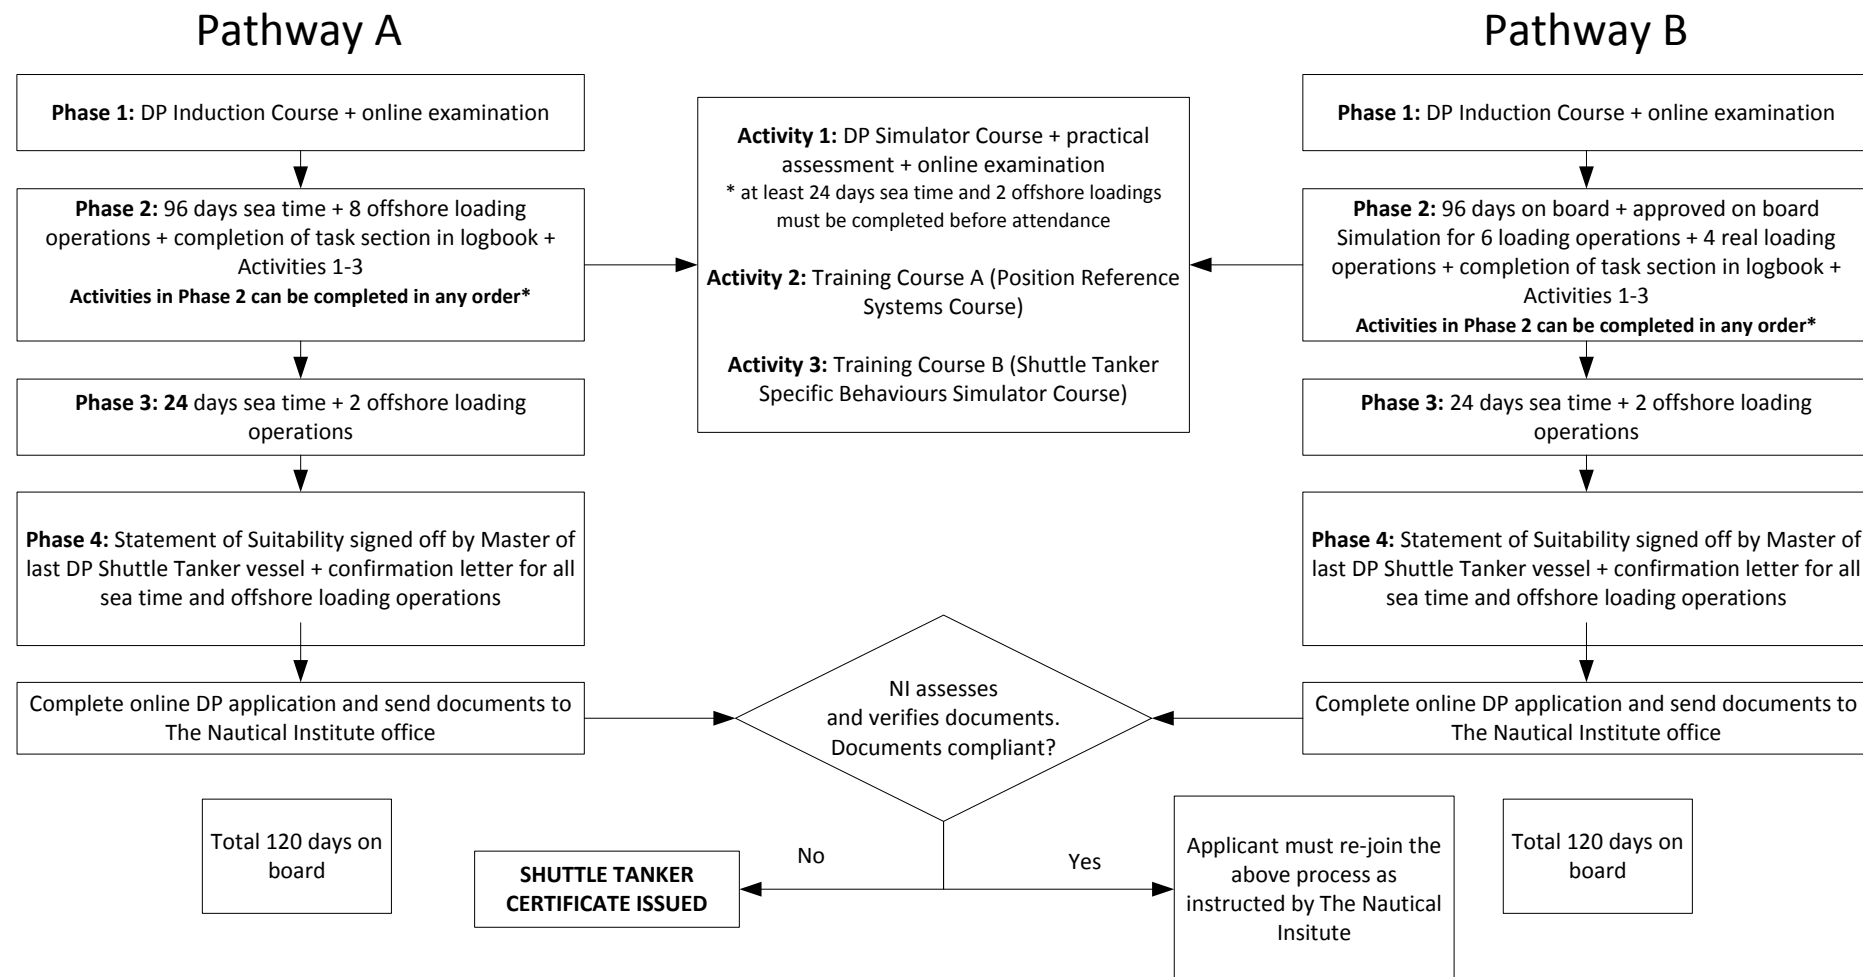 Pathway A
Phase 1: DP Induction Course + online examination
Phase 2: 96 days sea time + 8 offshore loading
operations + completion of task section in logbook +
Activities 1-3
Activities in Phase 2 can be completed in any order*
Phase 3: 24 days sea time + 2 offshore loading
operations
Phase 4: Statement of Suitability signed off by Master of
last DP Shuttle Tanker vessel + confirmation letter for all
sea time and offshore loading operations
Complete online DP application and send documents to
The Nautical Institute office
Total 120 days on
board
Activity 1: DP Simulator Course + practical
assessment + online examination
* at least 24 days sea time and 2 offshore loadings
must be completed before attendance
Activity 2: Training Course A (Position Reference
Systems Course)
Activity 3: Training Course B (Shuttle Tanker
Specific Behaviours Simulator Course)
Pathway B
Phase 1: DP Induction Course + online examination
Phase 2: 96 days on board + approved on board
Simulation for 6 loading operations + 4 real loading
operations + completion of task section in logbook +
Activities 1-3
Activities in Phase 2 can be completed in any order*
Phase 3: 24 days sea time + 2 offshore loading
operations
Phase 4: Statement of Suitability signed off by Master of
last DP Shuttle Tanker vessel + confirmation letter for all
sea time and offshore loading operations
Complete online DP application and send documents to
The Nautical Institute office
Total 120 days on
board
NI assesses
and verifies documents.
Documents compliant?
No
Yes
SHUTTLE TANKER
CERTIFICATE ISSUED
Applicant must re-join the
above process as
instructed by The Nautical
Insitute